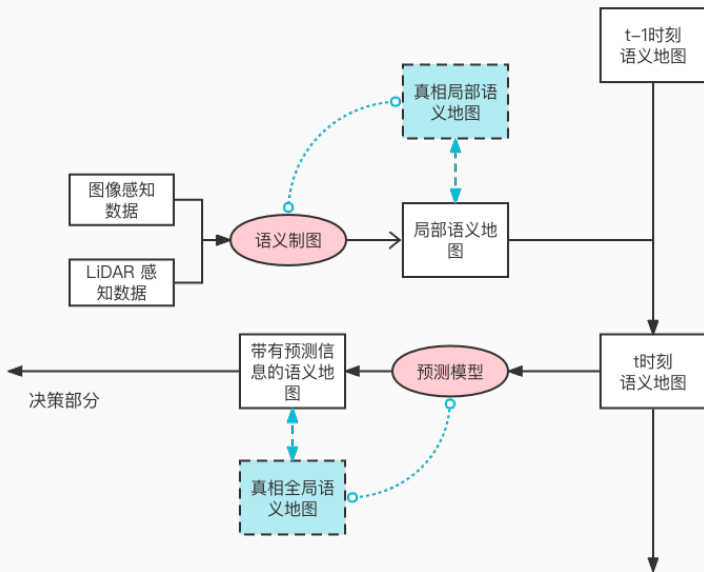 t-1时刻
语义地图
真相局部语
义地图
图像感知
数据
语义制图
局部语义地
图
LiDAR 感
知数据
带有预测信
息的语义地
图
预测模型
t时刻
语义地图
决策部分
真相全局语
义地图